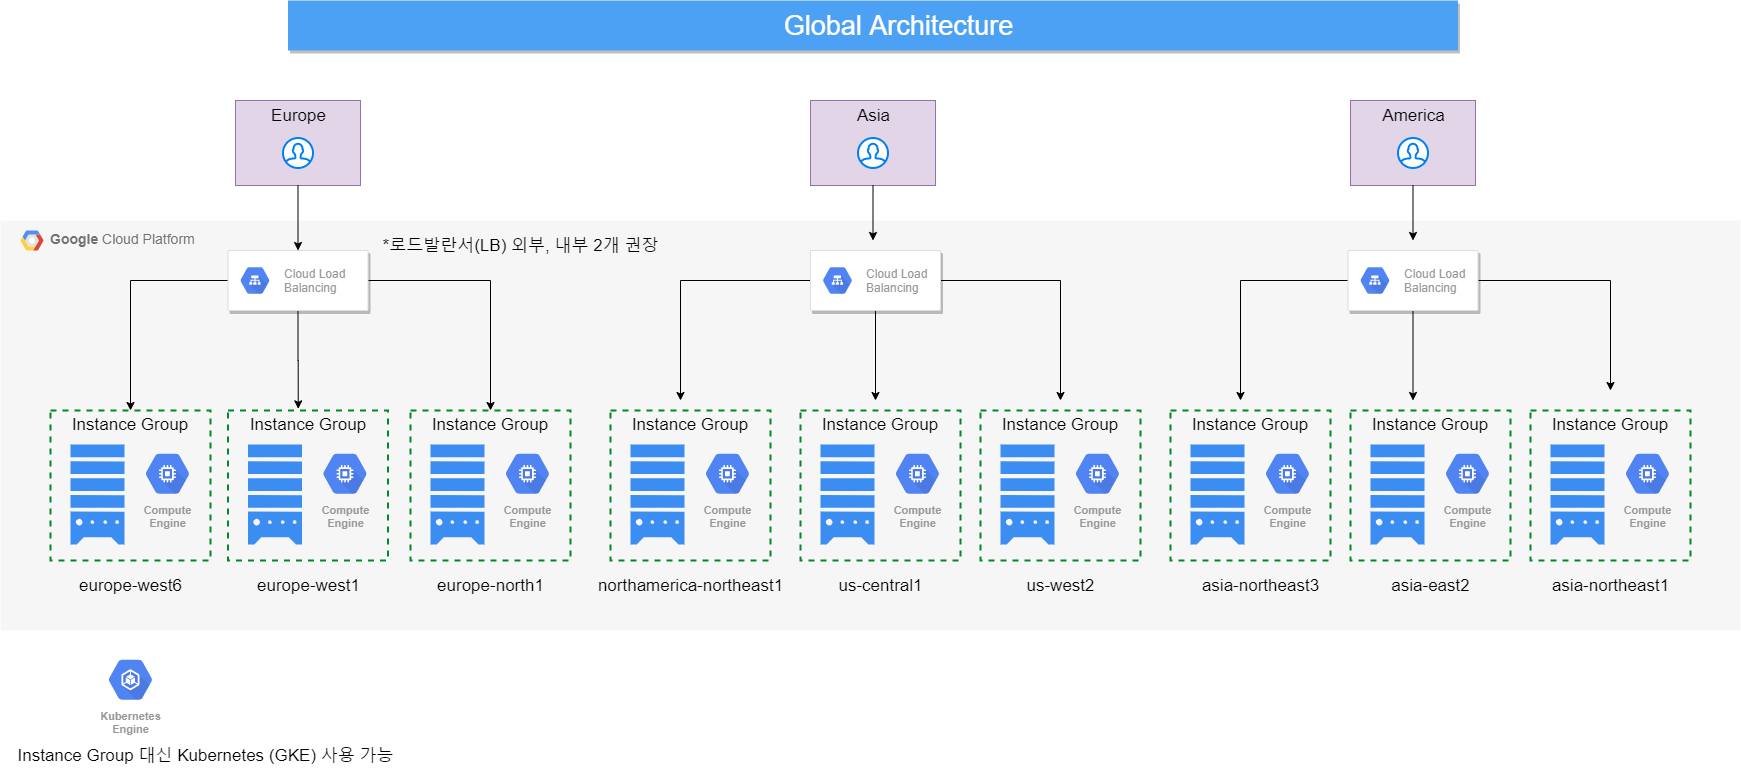 Global Architecture
Europe
Asia
America
Google Cloud Platform
*로드발란서(LB) 외부, 내부 2개 권장
Cloud Load
Balancing
Cloud Load
Balancing
Cloud Load
Balancing
Instance Group
Compute
Engine
europe-west6
Instance Group
Compute
Engine
europe-west1
Instance Group
Compute
Engine
europe-north1
Instance Group
Compute
Engine
northamerica-northeast1
Instance Group
Compute
Engine
us-central1
Instance Group
Compute
Engine
us-west2
Instance Group
Compute
Engine
asia-northeast3
Instance Group
Compute
Engine
asia-east2
Instance Group
Compute
Engine
asia-northeast1
Kubernetes
Engine
Instance Group 대신 Kubernetes (GKE) 사용 가능